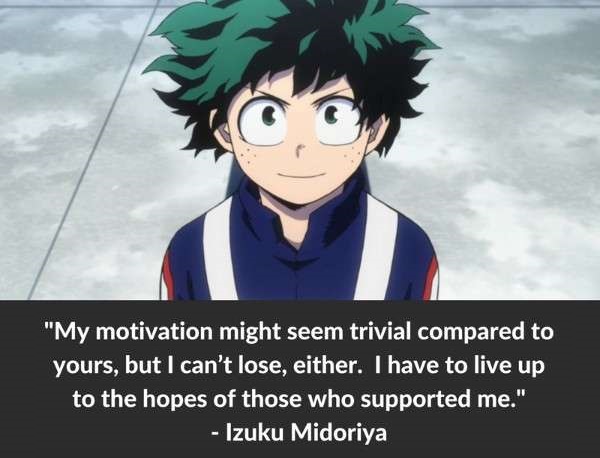 "My motivation might seem trivial compared to
yours, but I can’t lose, either.  I have to live up
to the hopes of those who supported me."
- Izuku Midoriya